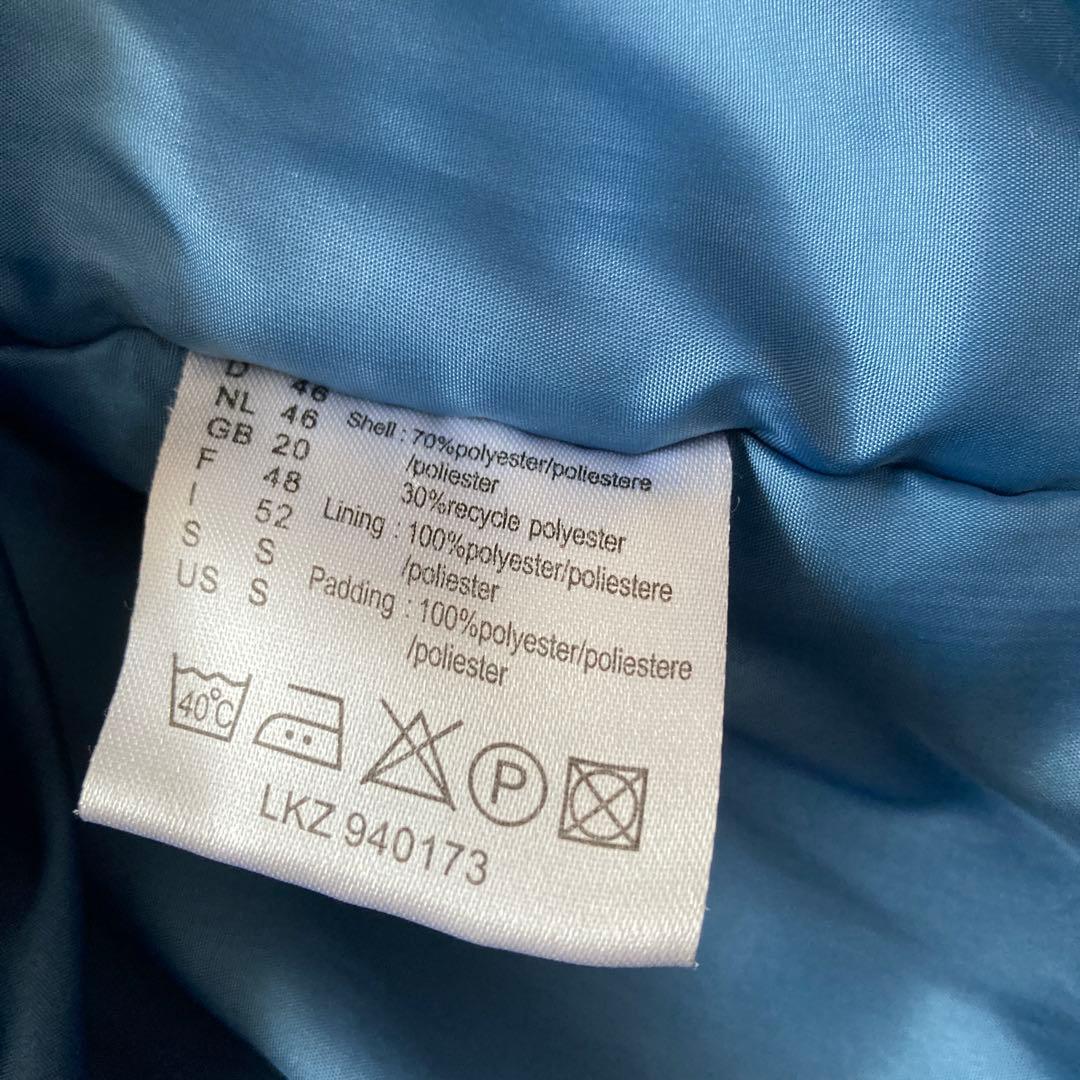 D 46
NL 46
GB 20
F 48
I 52
S S
US S
Shell : 70%polyester/poliestere
/poliester
30%recycle polyester
Lining : 100%polyester/poliestere
/poliester
Padding : 100%polyester/poliestere
/poliester
40°C
P
LKZ 940173